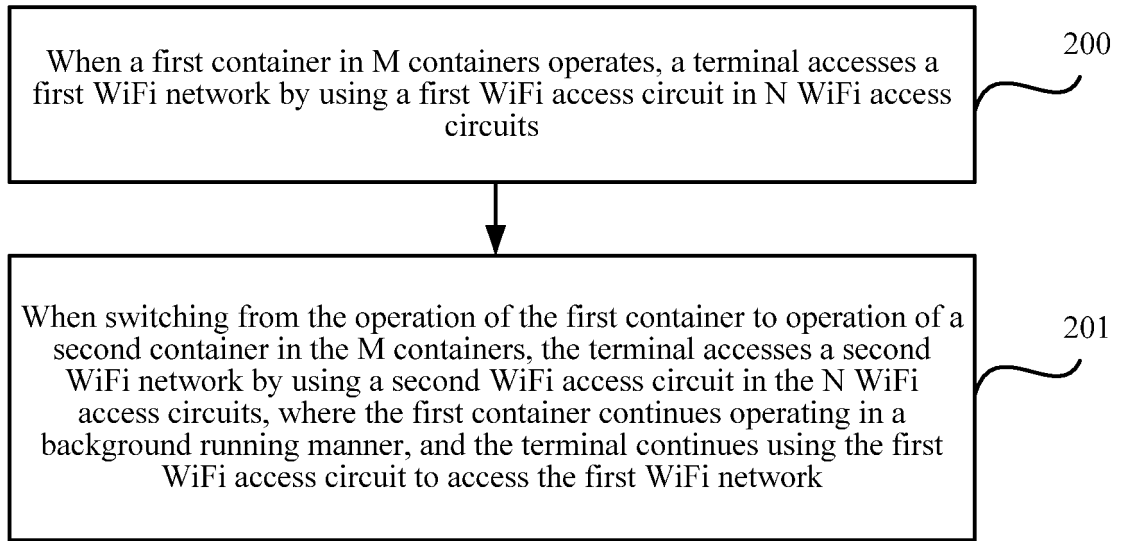 When a first container in M containers operates, a terminal accesses a
first WiFi network by using a first WiFi access circuit in N WiFi access
circuits
200
When switching from the operation of the first container to operation of a
second container in the M containers, the terminal accesses a second
WiFi network by using a second WiFi access circuit in the N WiFi
access circuits, where the first container continues operating in a
background running manner, and the terminal continues using the first
WiFi access circuit to access the first WiFi network
201